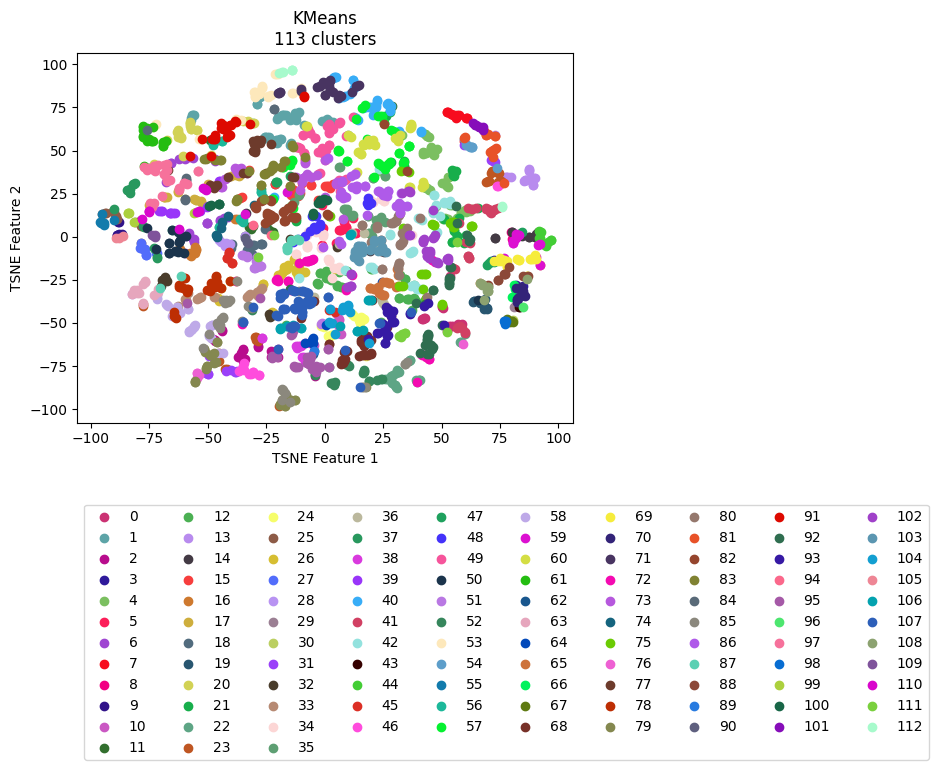 KMeans
113 clusters
100
75
50
25
0
−25
−50
−75
−100
TSNE Feature 2
−100 −75 −50 −25 0 25 50 75 100
TSNE Feature 1
0 12 24 36 47 58 69 80 91 102
1 13 25 37 48 59 70 81 92 103
2 14 26 38 49 60 71 82 93 104
3 15 27 39 50 61 72 83 94 105
4 16 28 40 51 62 73 84 95 106
5 17 29 41 52 63 74 85 96 107
6 18 30 42 53 64 75 86 97 108
7 19 31 43 54 65 76 87 98 109
8 20 32 44 55 66 77 88 99 110
9 21 33 45 56 67 78 89 100 111
10 22 34 46 57 68 79 90 101 112
11 23 35